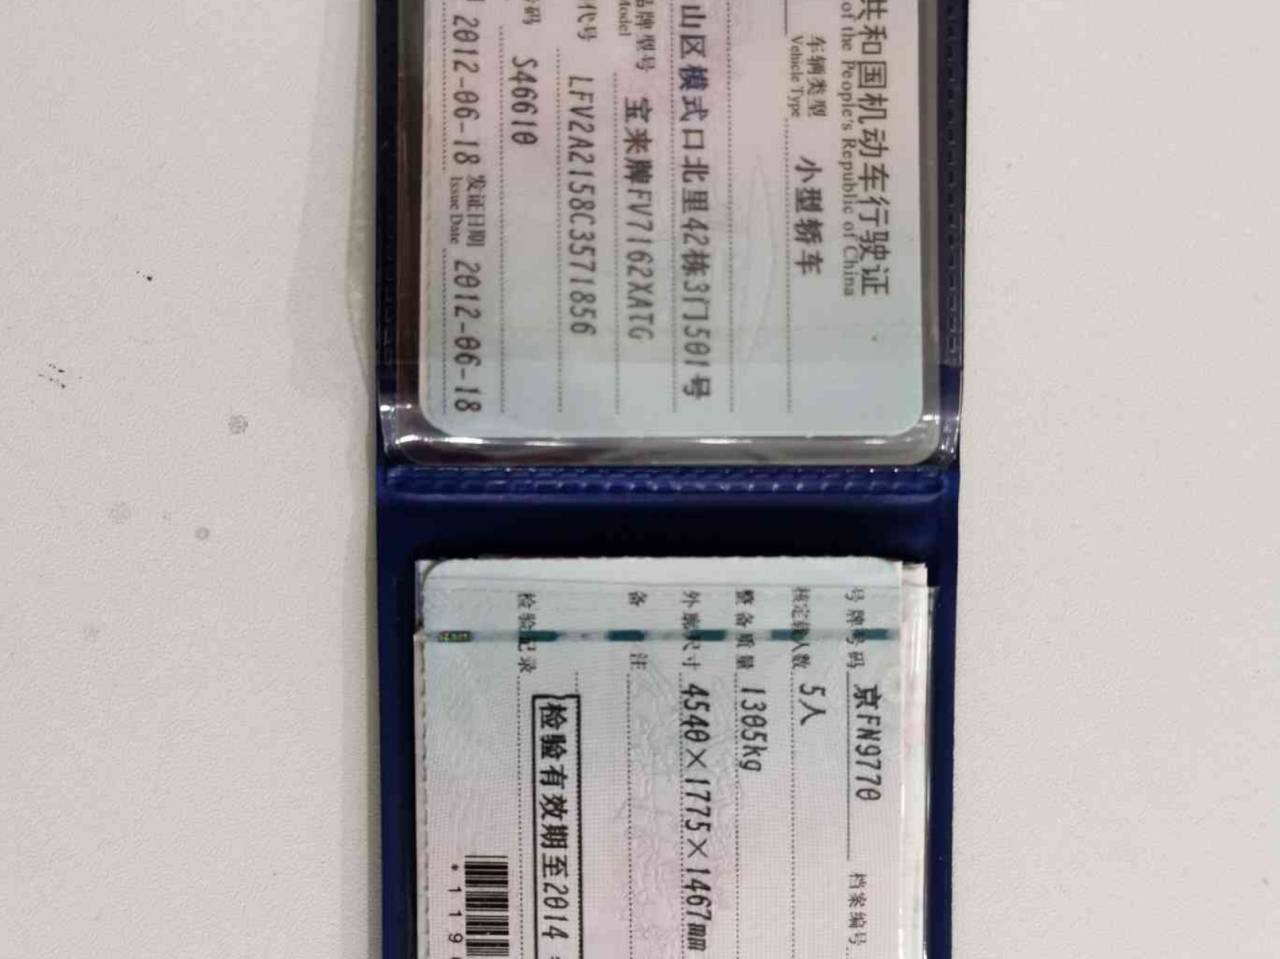 共和国机动车行驶证
of the People's Republic of China
车辆类型 小型轿车
Vehicle Type
山区模式口北里42栋3门501号
品牌型号 宝来牌FV7162XATG
Model
代号 LFV2A2158C3571856
码 S46610
2012-06-18 发证日期 2012-06-18
Issue Date
号牌号码 京FN9770 档案编号
核定载人数 5人
整备质量 1305kg
外廓尺寸 4540×1775×1467mm
备注
检验记录 检验有效期至2014
*119